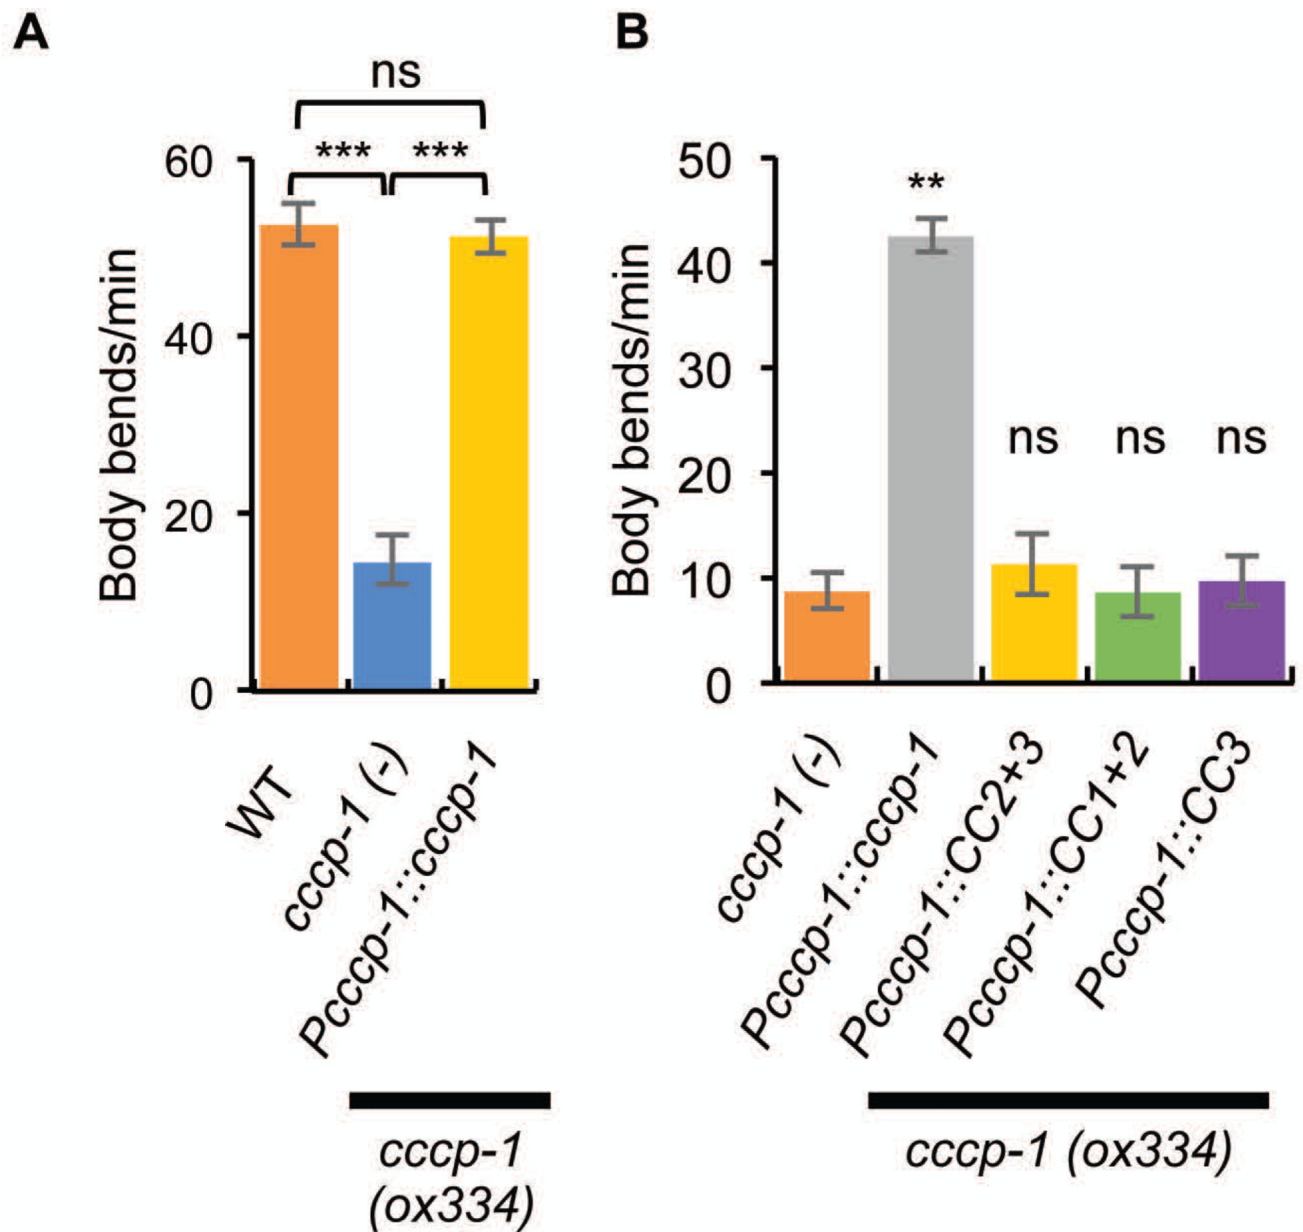 A
B
ns
*** ***
Body bends/min
60
40
20
0
WT
cccp-1 (-)
Pcccp-1::cccp-1
cccp-1
(ox334)
Body bends/min
50
40
30
20
10
0
**
ns ns ns
cccp-1 (-)
Pcccp-1::cccp-1
Pcccp-1::CC2+3
Pcccp-1::CC1+2
Pcccp-1::CC3
cccp-1 (ox334)